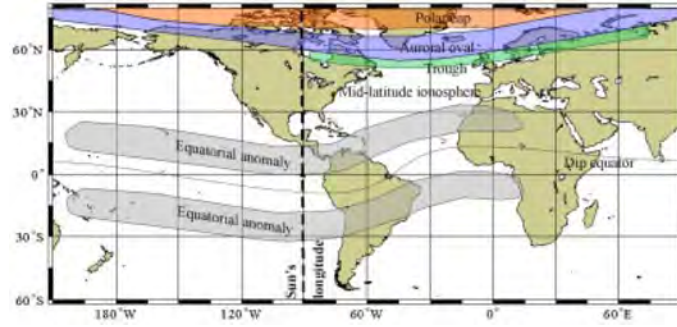 90°N
Polar cap
60°N
Auroral oval
Trough
Mid-latitude ionosphere
30°N
Equatorial anomaly
Dip equator
0°
Equatorial anomaly
30°S
Sun's
longitude
60°S
180°W
120°W
60°W
0°
60°E